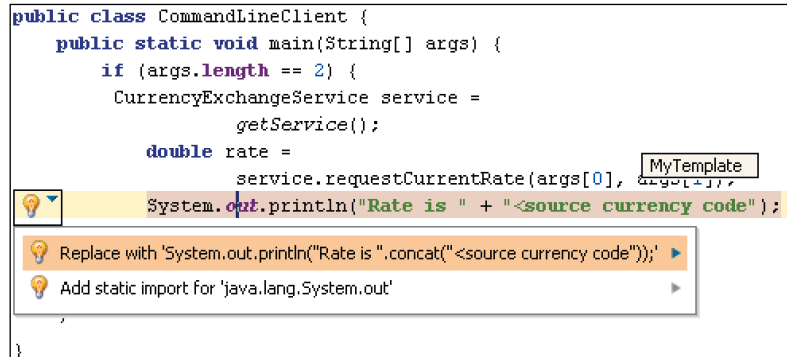 public class CommandLineClient {
public static void main(String[] args) {
if (args.length == 2) {
CurrencyExchangeService service =
getService();
double rate =
MyTemplate
service.requestCurrentRate(args[0], args[1]);
System.out.println("Rate is " + "<source currency code");
Replace with 'System.out.println("Rate is ".concat("<source currency code"));'
Add static import for 'java.lang.System.out'
}